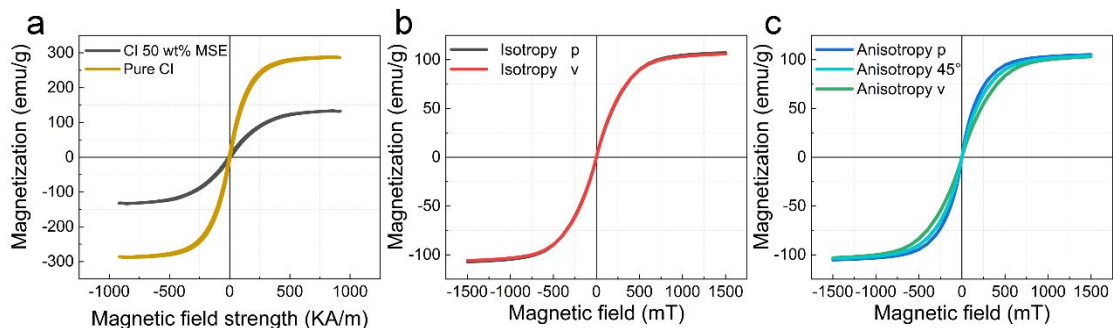 a
CI 50 wt% MSE
Pure CI
300
200
100
0
-100
-200
-300
-1000 -500 0 500 1000
Magnetization (emu/g)
Magnetic field strength (KA/m)
b
Isotropy p
Isotropy v
100
50
0
-50
-100
-1500 -1000 -500 0 500 1000 1500
Magnetization (emu/g)
Magnetic field (mT)
c
Anisotropy p
Anisotropy 45°
Anisotropy v
100
50
0
-50
-100
-1500 -1000 -500 0 500 1000 1500
Magnetization (emu/g)
Magnetic field (mT)